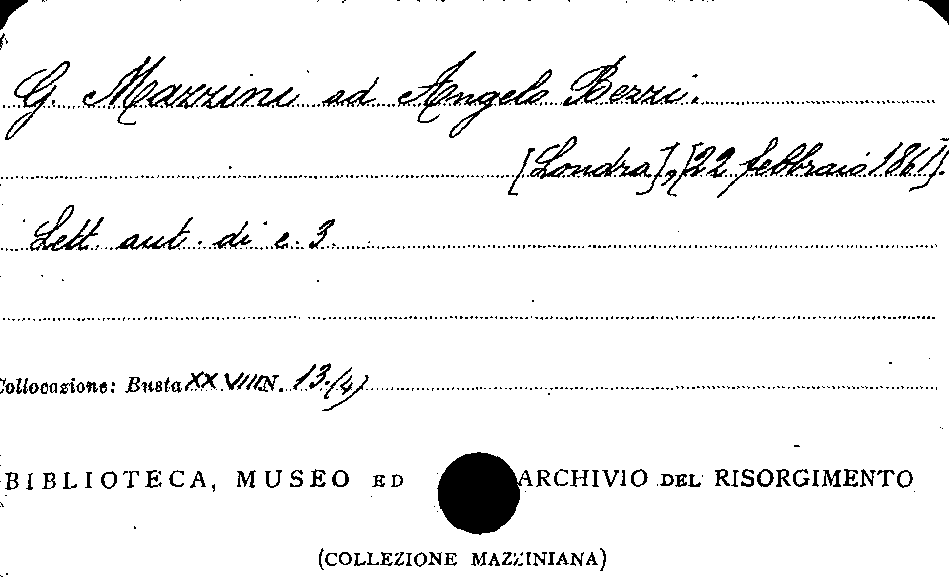 G. Mazzini ad Angelo Bezzi.
[Londra], [22 febbraio 1861].
Lett. aut. di c. 3.
Collocazione: Busta XXVIII N. 13.(4)
BIBLIOTECA, MUSEO ED ARCHIVIO DEL RISORGIMENTO
(COLLEZIONE MAZZINIANA)